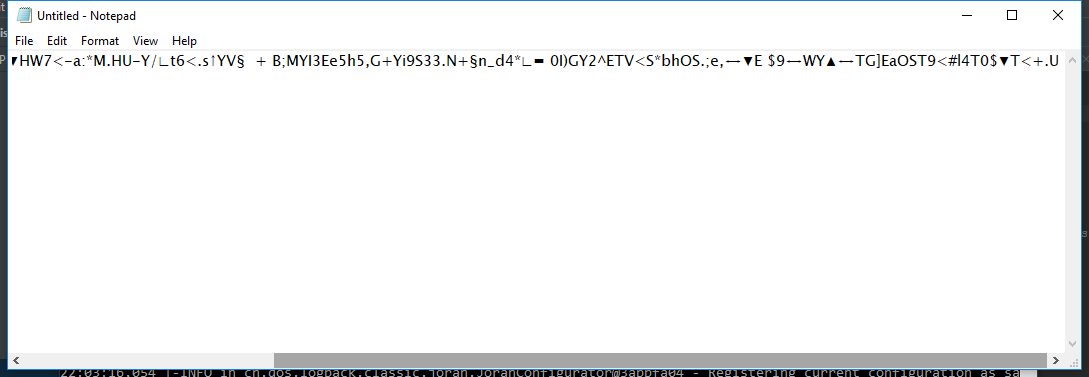 Untitled - Notepad
File Edit Format View Help
▼HW7<-a:*M.HU-Y/∟t6<.s↑YV§ + B;MYI3Ee5h5,G+Yi9S33.N+§n_d4*∟▬ 0I)GY2^ETV<S*bhOS.;e,↔▼E $9↔WY▲↔TG]EaOST9<#l4T0$▼T<+.U
22:03:16.054 |-INFO in ch.qos.logback.classic.joran.JoranConfigurator@3abbfa04 - Registering current configuration as sa